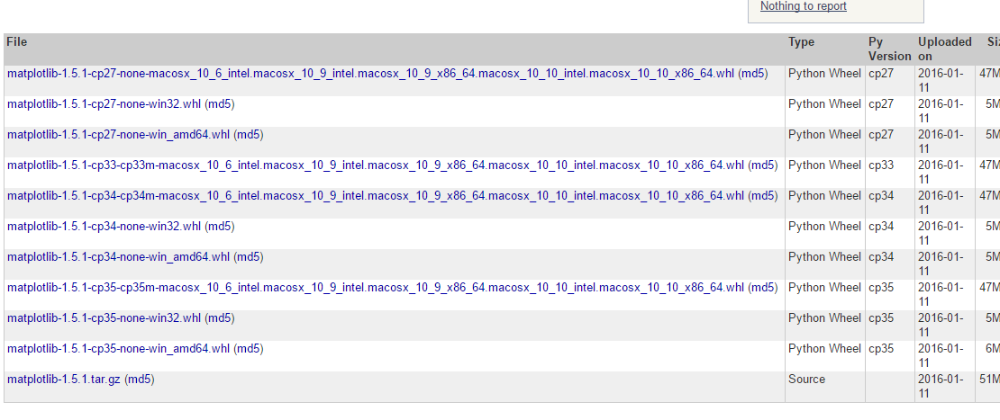 Nothing to report
File Type Py Uploaded Siz
Version on
matplotlib-1.5.1-cp27-none-macosx_10_6_intel.macosx_10_9_intel.macosx_10_9_x86_64.macosx_10_10_intel.macosx_10_10_x86_64.whl (md5) Python Wheel cp27 2016-01- 47M
11
matplotlib-1.5.1-cp27-none-win32.whl (md5) Python Wheel cp27 2016-01- 5M
11
matplotlib-1.5.1-cp27-none-win_amd64.whl (md5) Python Wheel cp27 2016-01- 5M
11
matplotlib-1.5.1-cp33-cp33m-macosx_10_6_intel.macosx_10_9_intel.macosx_10_9_x86_64.macosx_10_10_intel.macosx_10_10_x86_64.whl (md5) Python Wheel cp33 2016-01- 47M
11
matplotlib-1.5.1-cp34-cp34m-macosx_10_6_intel.macosx_10_9_intel.macosx_10_9_x86_64.macosx_10_10_intel.macosx_10_10_x86_64.whl (md5) Python Wheel cp34 2016-01- 47M
11
matplotlib-1.5.1-cp34-none-win32.whl (md5) Python Wheel cp34 2016-01- 5M
11
matplotlib-1.5.1-cp34-none-win_amd64.whl (md5) Python Wheel cp34 2016-01- 5M
11
matplotlib-1.5.1-cp35-cp35m-macosx_10_6_intel.macosx_10_9_intel.macosx_10_9_x86_64.macosx_10_10_intel.macosx_10_10_x86_64.whl (md5) Python Wheel cp35 2016-01- 47M
11
matplotlib-1.5.1-cp35-none-win32.whl (md5) Python Wheel cp35 2016-01- 5M
11
matplotlib-1.5.1-cp35-none-win_amd64.whl (md5) Python Wheel cp35 2016-01- 6M
11
matplotlib-1.5.1.tar.gz (md5) Source 2016-01- 51M
11